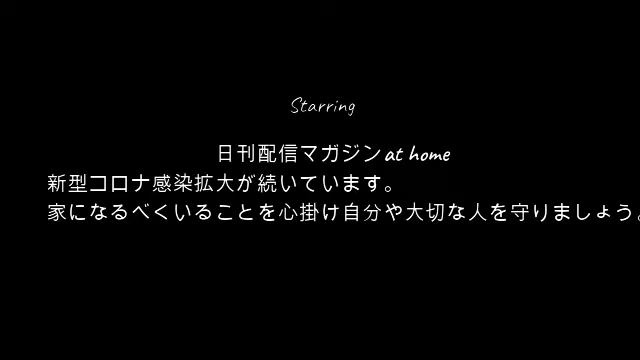 Starring
日刊配信マガジンat home
新型コロナ感染拡大が続いています。
家になるべくいることを心掛け自分や大切な人を守りましょう。